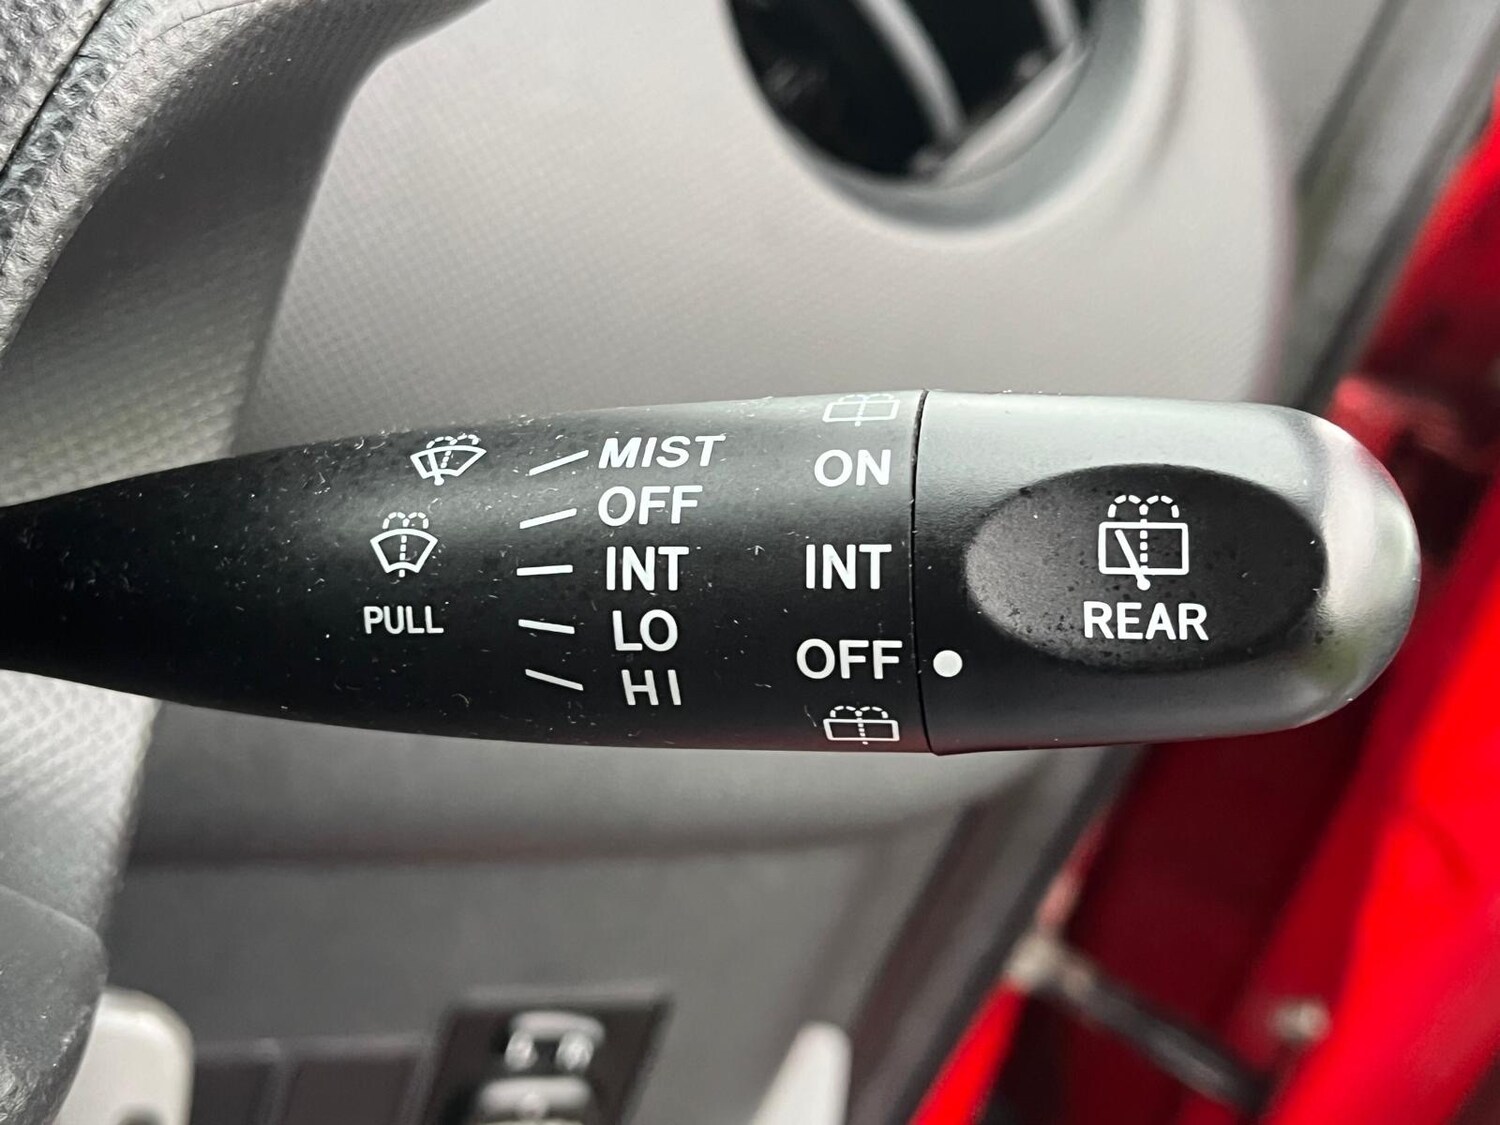 MIST
OFF
INT
LO
HI
PULL
ON
INT
OFF
REAR